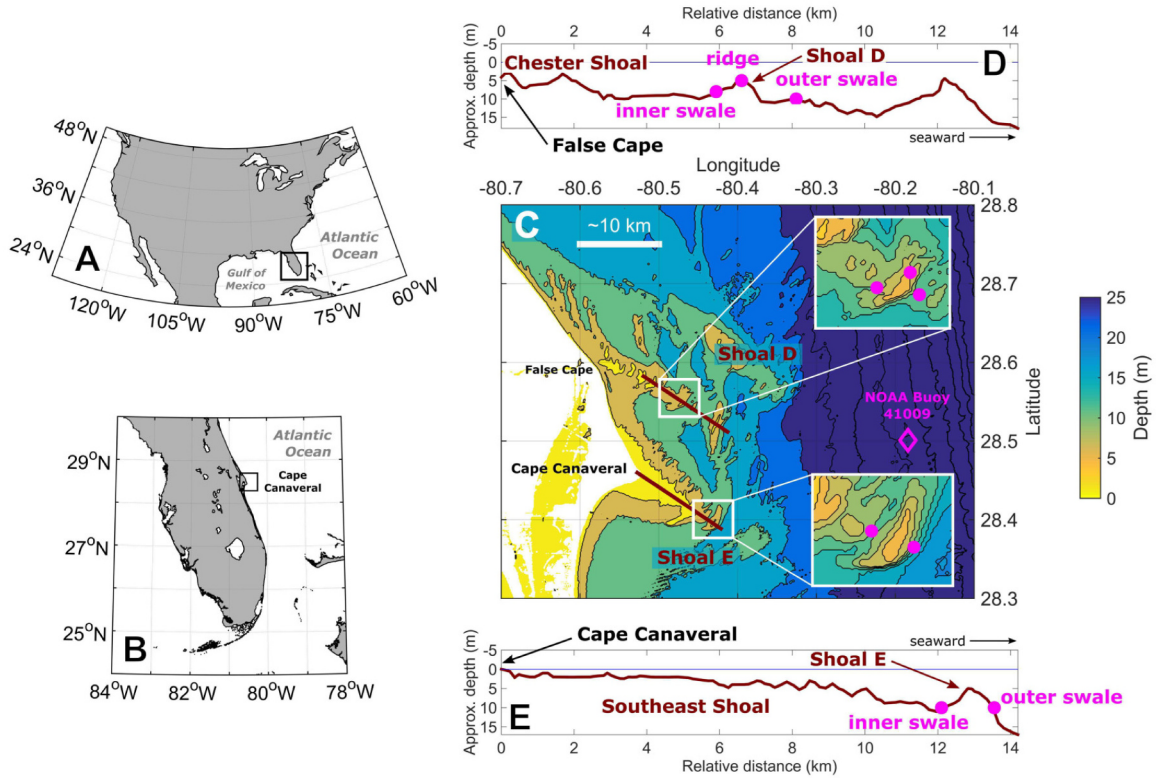 Relative distance (km)
0 2 4 6 8 10 12 14
Approx. depth (m)
-5
0
5
10
15
Chester Shoal
ridge
Shoal D
D
inner swale
outer swale
False Cape
seaward
48°N
36°N
24°N
A
Atlantic
Ocean
Gulf of
Mexico
120°W
105°W
90°W
75°W
60°W
Longitude
-80.7 -80.6 -80.5 -80.4 -80.3 -80.2 -80.1
C
~10 km
28.8
28.7
28.6
28.5
28.4
28.3
Latitude
Shoal D
False Cape
NOAA Buoy
41009
Cape Canaveral
Shoal E
25
20
15
10
5
0
Depth (m)
Atlantic
Ocean
Cape
Canaveral
29°N
27°N
25°N
B
84°W
82°W
80°W
78°W
Cape Canaveral
seaward
Approx. depth (m)
-5
0
5
10
15
Shoal E
Southeast Shoal
outer swale
inner swale
E
0 2 4 6 8 10 12 14
Relative distance (km)